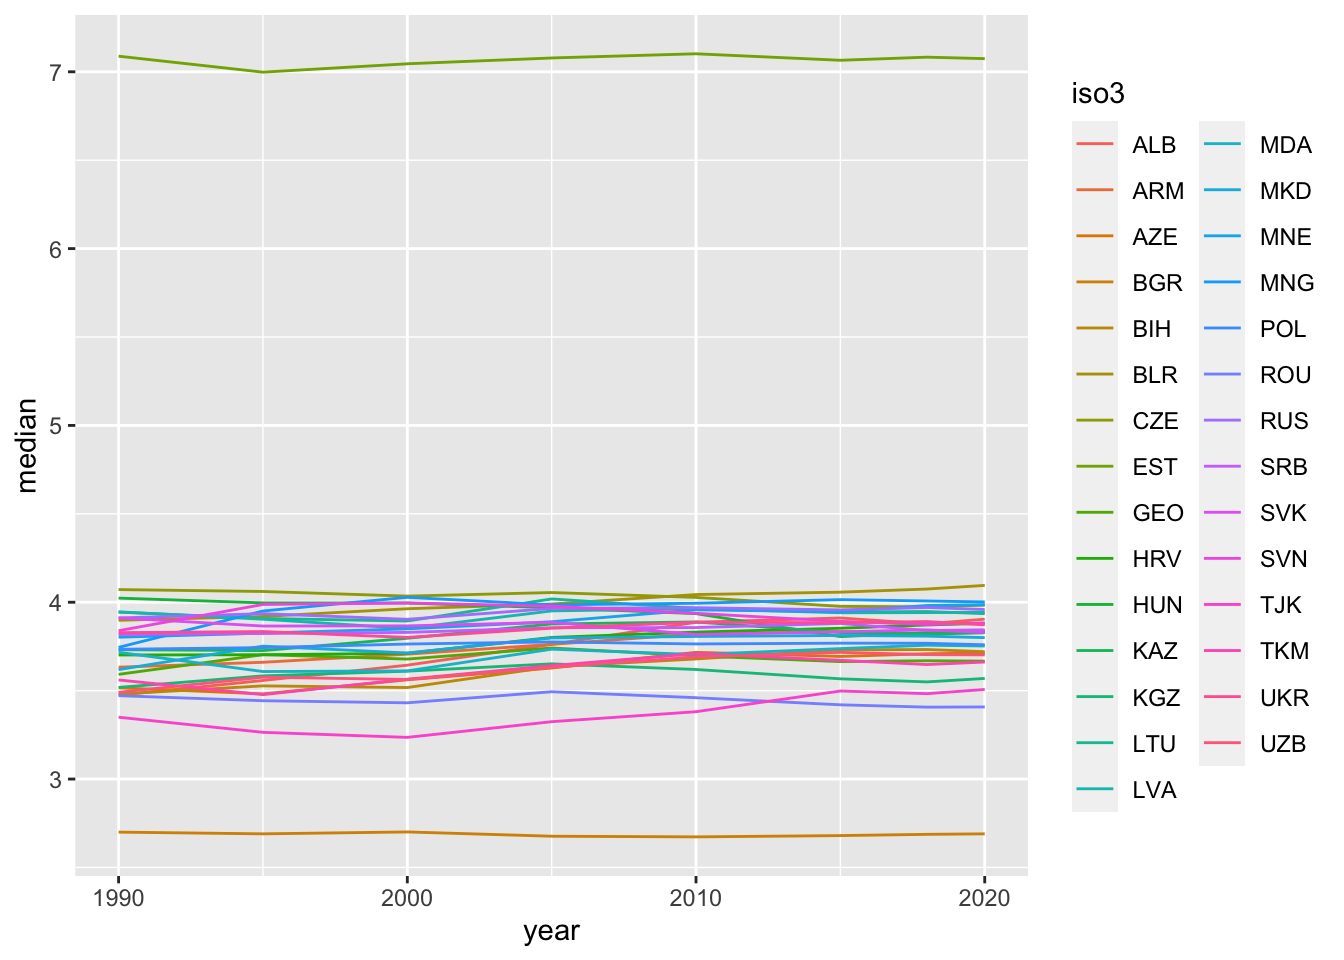 7
6
5
4
3
median
1990
2000
2010
2020
year
iso3
ALB
ARM
AZE
BGR
BIH
BLR
CZE
EST
GEO
HRV
HUN
KAZ
KGZ
LTU
LVA
MDA
MKD
MNE
MNG
POL
ROU
RUS
SRB
SVK
SVN
TJK
TKM
UKR
UZB